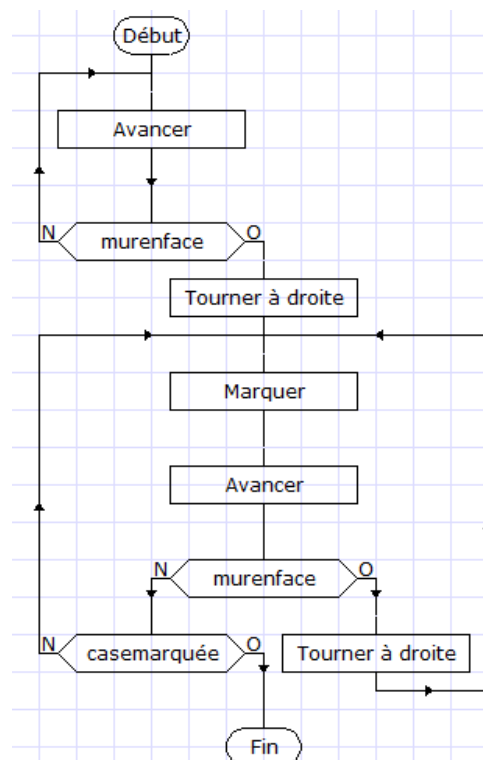 Début
Avancer
N murenface O
Tourner à droite
Marquer
Avancer
N murenface O
N casemarquée O
Tourner à droite
Fin